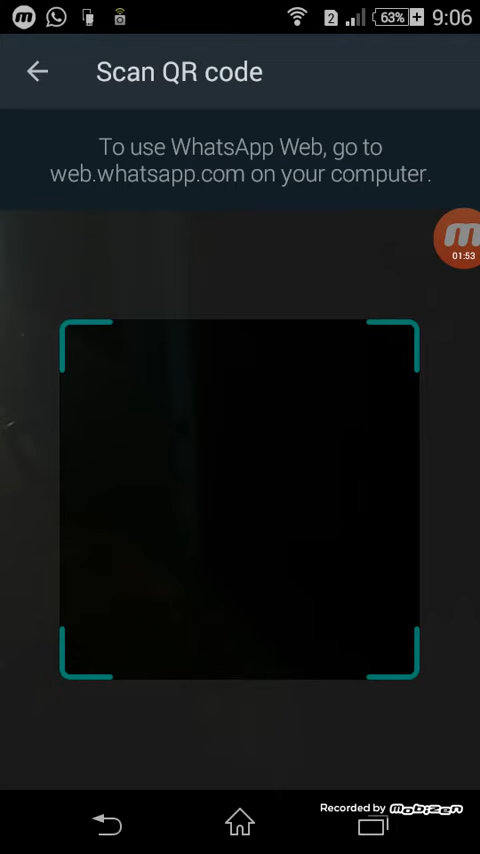 2
63%
9:06
Scan QR code
To use WhatsApp Web, go to
web.whatsapp.com on your computer.
01:53
Recorded by Mobizen